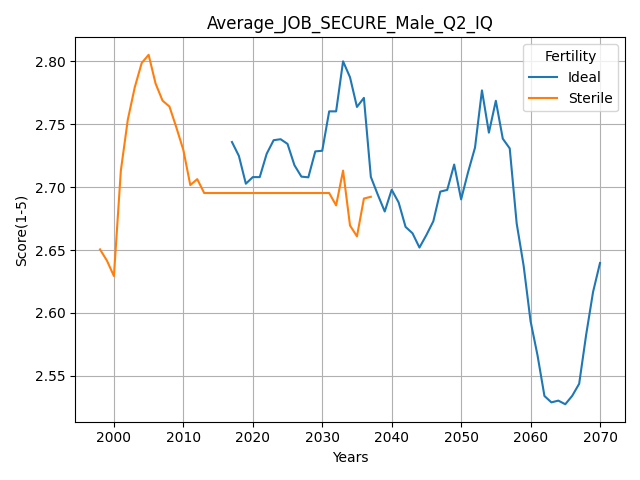 Average_JOB_SECURE_Male_Q2_IQ
Fertility
Ideal
Sterile
Score(1-5)
2.80
2.75
2.70
2.65
2.60
2.55
2000 2010 2020 2030 2040 2050 2060 2070
Years